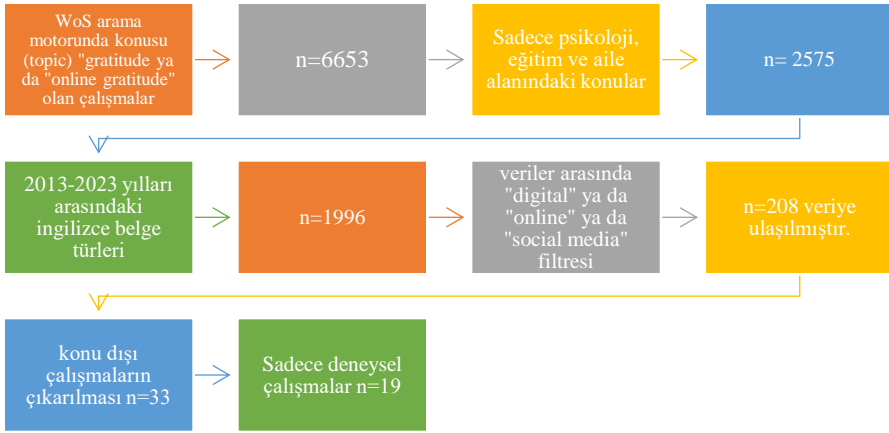 WoS arama
motorunda konusu
(topic) "gratitude ya
da "online gratitude"
olan çalışmalar
n=6653
Sadece psikoloji,
eğitim ve aile
alanındaki konular
n= 2575
2013-2023 yılları
arasındaki
ingilizce belge
türleri
n=1996
veriler arasında
"digital" ya da
"online" ya da
"social media"
filtresi
n=208 veriye
ulaşılmıştır.
konu dışı
çalışmaların
çıkarılması n=33
Sadece deneysel
çalışmalar n=19